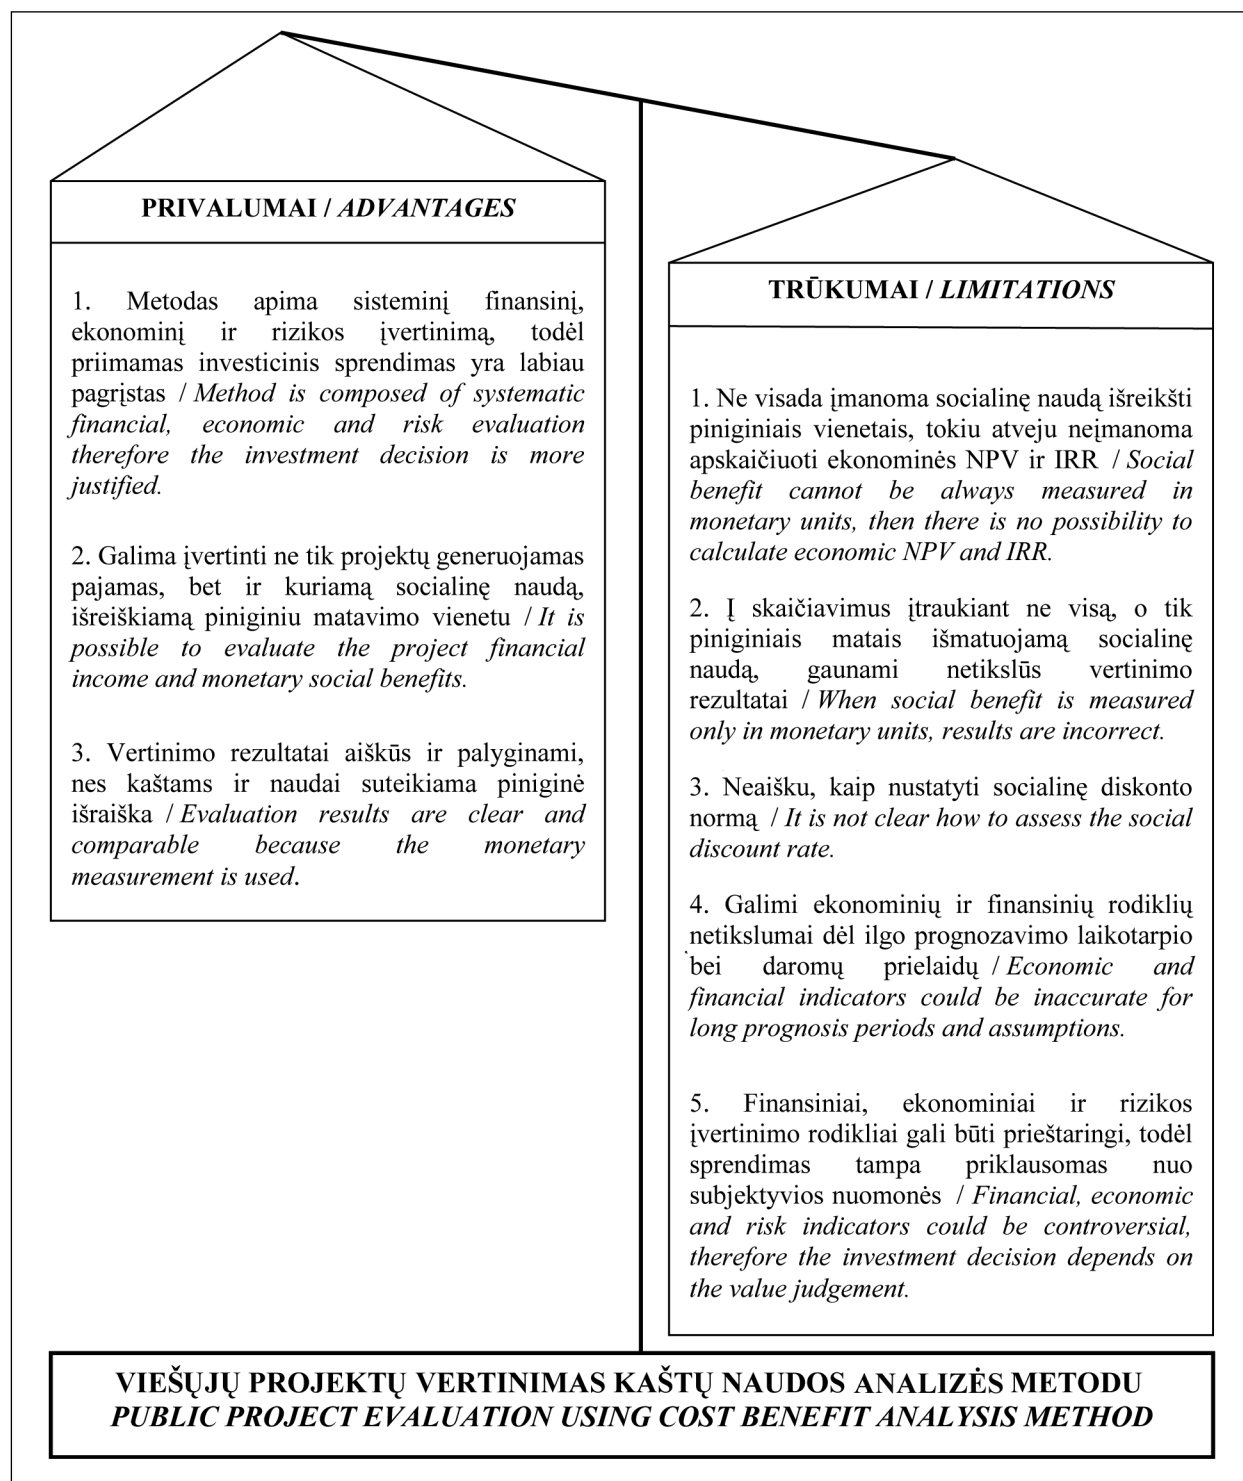 PRIVALUMAI / ADVANTAGES
1. Metodas apima sisteminį finansinį,
ekonominį ir rizikos įvertinimą, todėl
priimamas investicinis sprendimas yra labiau
pagrįstas / Method is composed of systematic
financial, economic and risk evaluation
therefore the investment decision is more
justified.
2. Galima įvertinti ne tik projektų generuojamas
pajamas, bet ir kuriamą socialinę naudą,
išreiškiamą piniginiu matavimo vienetu / It is
possible to evaluate the project financial
income and monetary social benefits.
3. Vertinimo rezultatai aiškūs ir palyginami,
nes kaštams ir naudai suteikiama piniginė
išraiška / Evaluation results are clear and
comparable because the monetary
measurement is used.
TRŪKUMAI / LIMITATIONS
1. Ne visada įmanoma socialinę naudą išreikšti
piniginiais vienetais, tokiu atveju neįmanoma
apskaičiuoti ekonominės NPV ir IRR / Social
benefit cannot be always measured in
monetary units, then there is no possibility to
calculate economic NPV and IRR.
2. Į skaičiavimus įtraukiant ne visą, o tik
piniginiais matais išmatuojamą socialinę
naudą, gaunami netikslūs vertinimo
rezultatai / When social benefit is measured
only in monetary units, results are incorrect.
3. Neaišku, kaip nustatyti socialinę diskonto
normą / It is not clear how to assess the social
discount rate.
4. Galimi ekonominių ir finansinių rodiklių
netikslumai dėl ilgo prognozavimo laikotarpio
bei daromų prielaidų / Economic and
financial indicators could be inaccurate for
long prognosis periods and assumptions.
5. Finansiniai, ekonominiai ir rizikos
įvertinimo rodikliai gali būti prieštaringi, todėl
sprendimas tampa priklausomas nuo
subjektyvios nuomonės / Financial, economic
and risk indicators could be controversial,
therefore the investment decision depends on
the value judgement.
VIEŠŲJŲ PROJEKTŲ VERTINIMAS KAŠTŲ NAUDOS ANALIZĖS METODU
PUBLIC PROJECT EVALUATION USING COST BENEFIT ANALYSIS METHOD